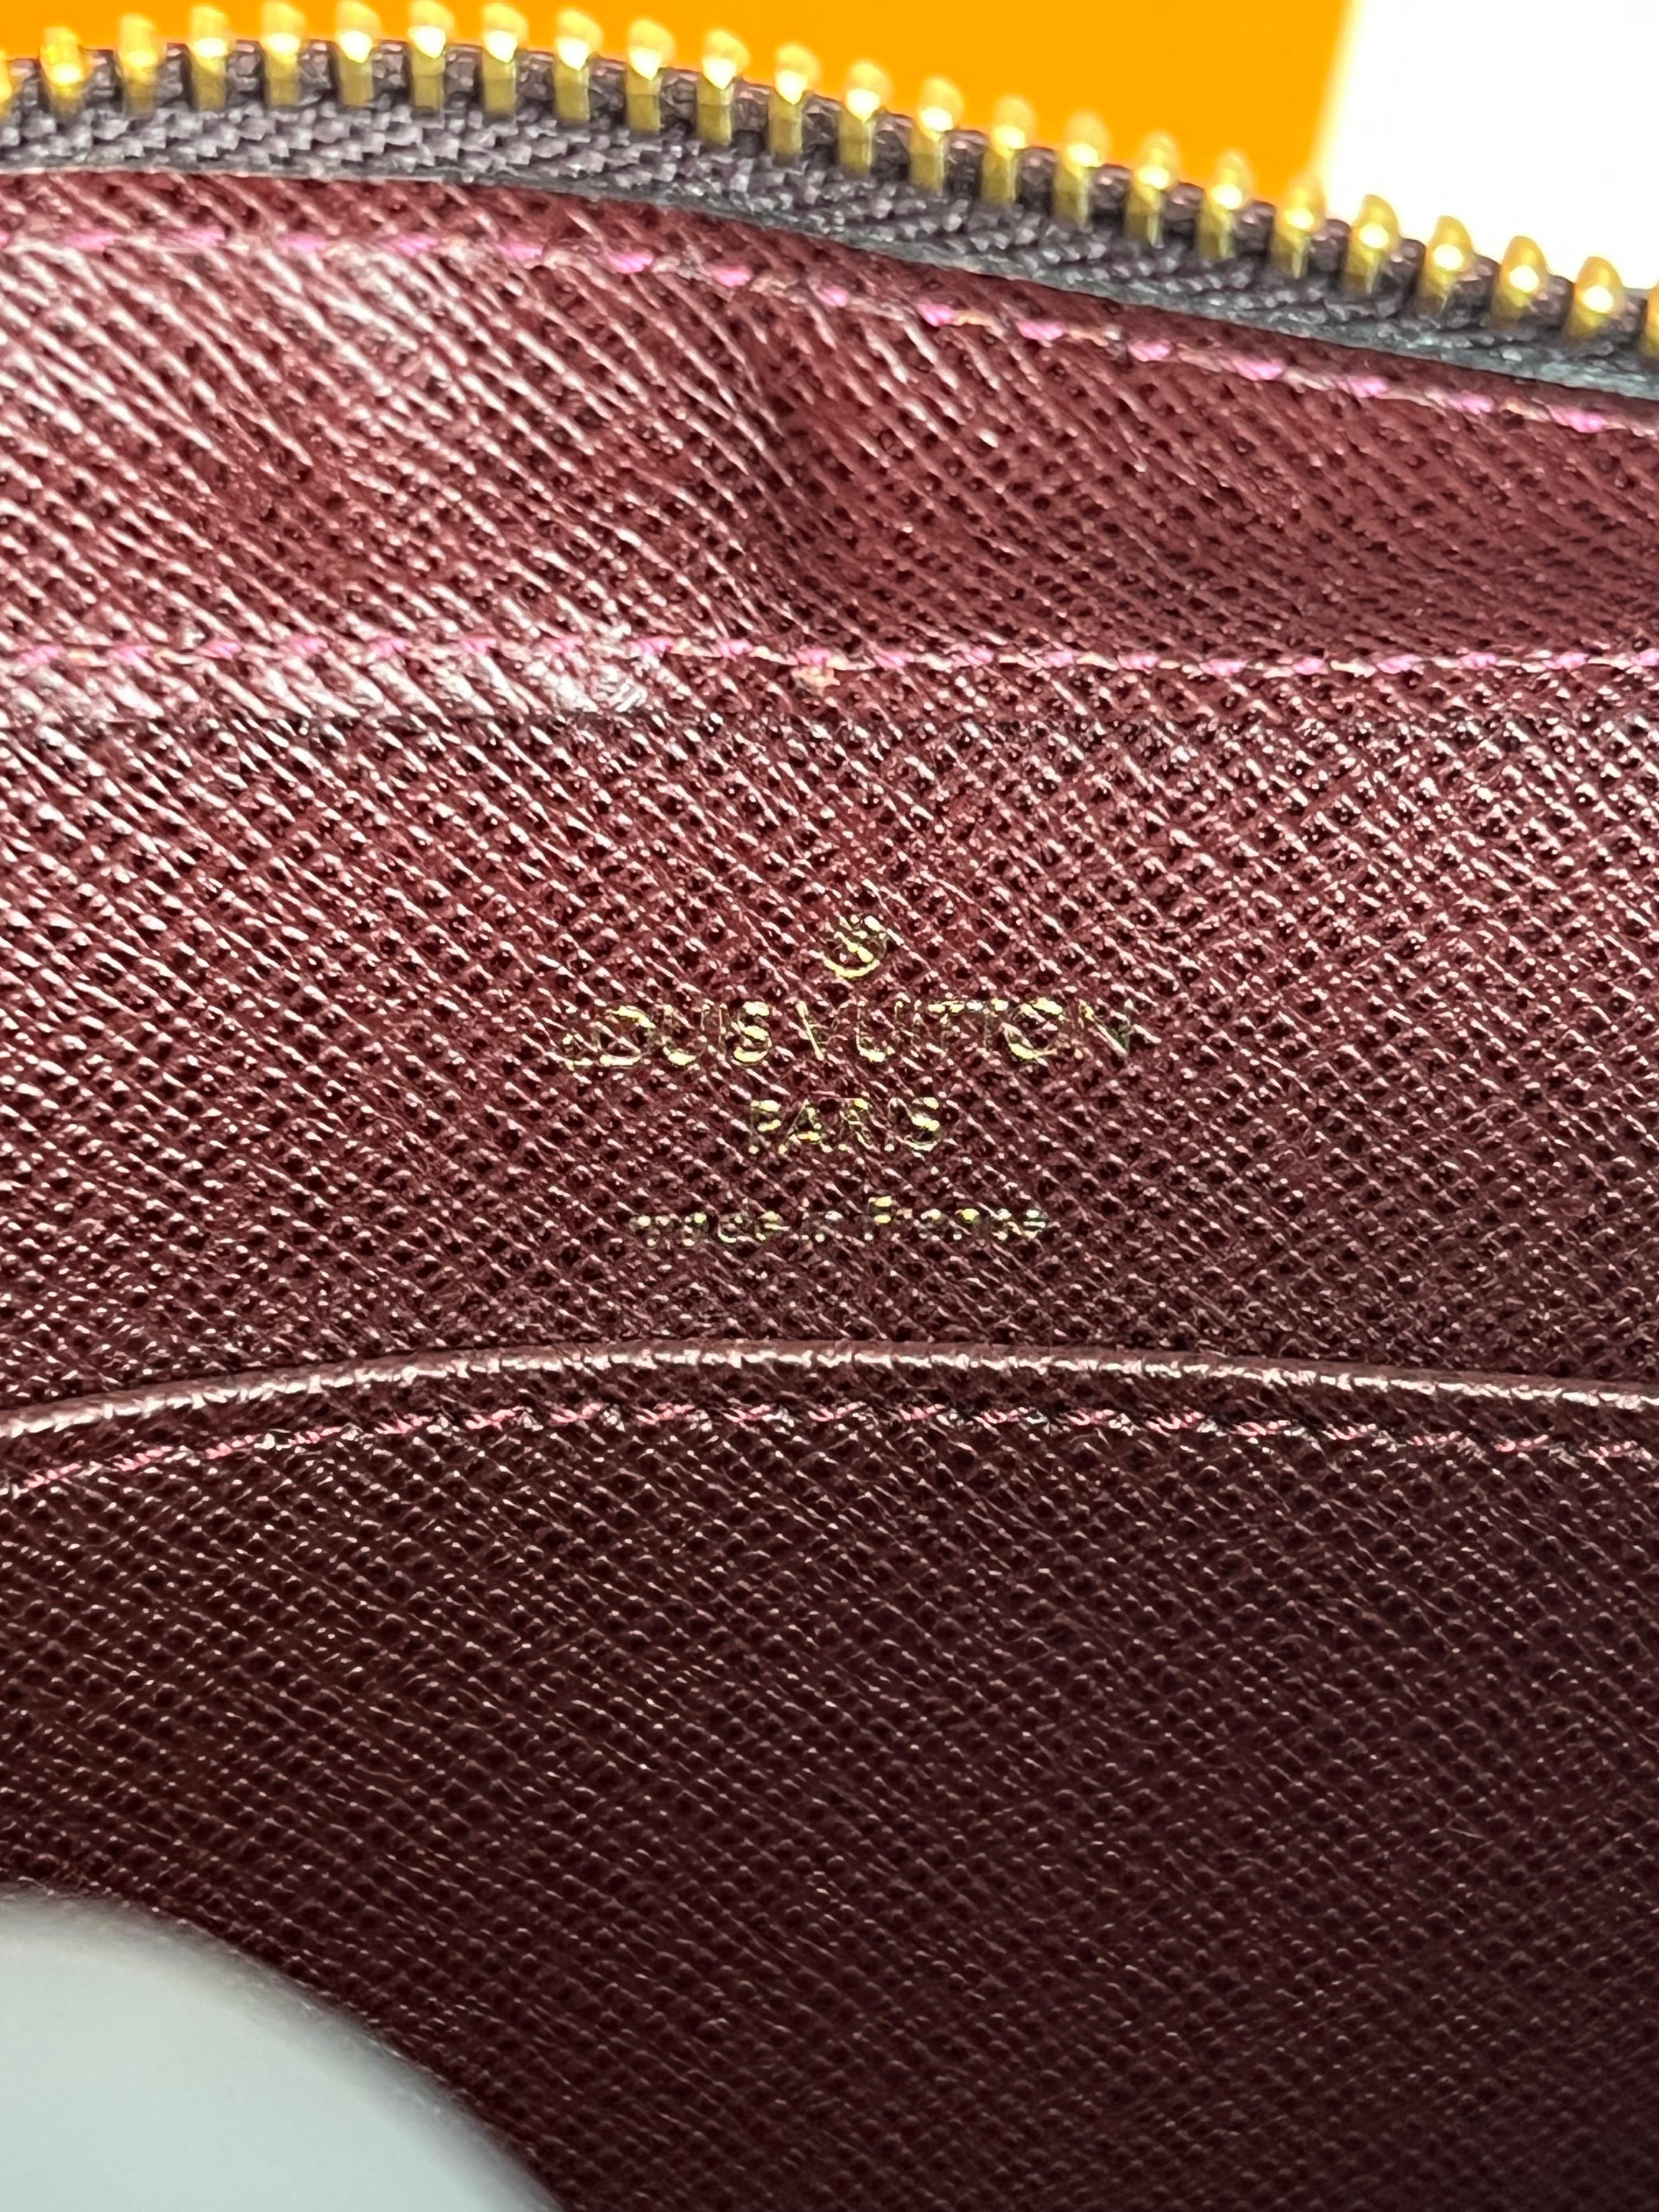 ®
LOUIS VUITTON
PARIS
made in France